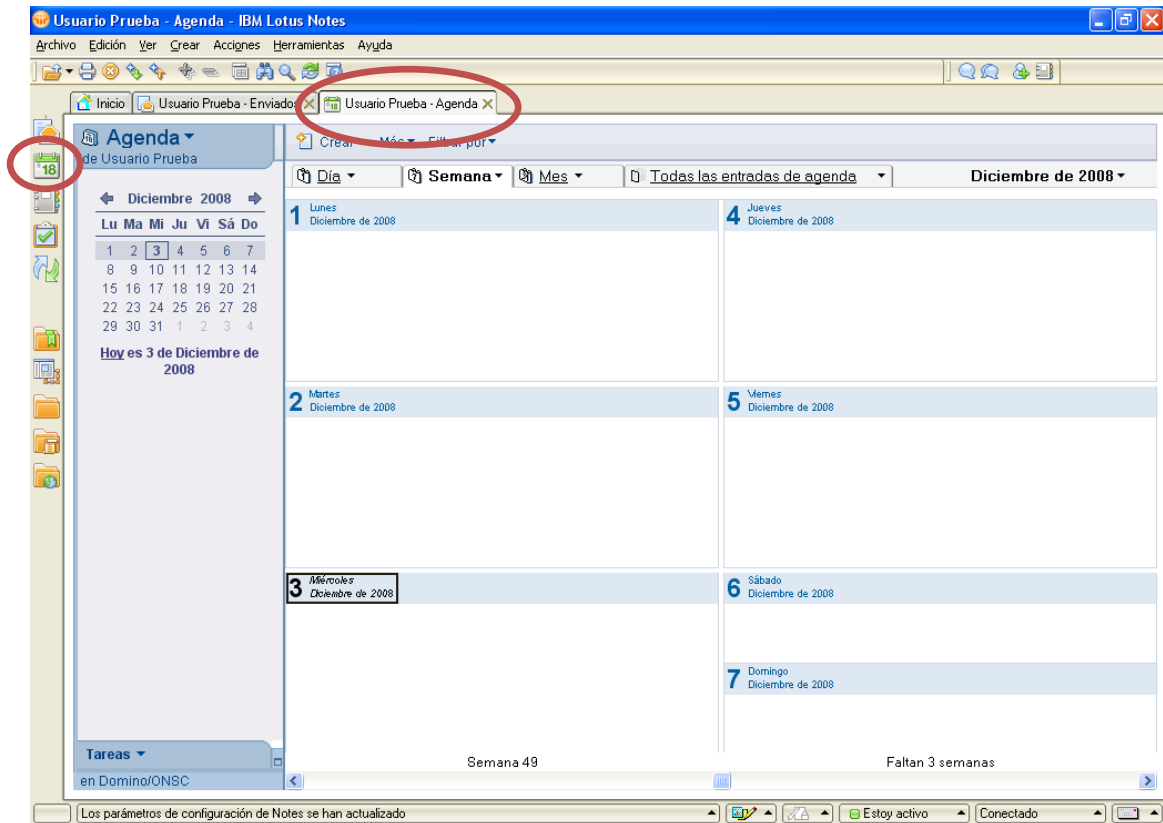 Usuario Prueba - Agenda - IBM Lotus Notes
Archivo Edición Ver Crear Acciones Herramientas Ayuda
Inicio Usuario Prueba - Enviados Usuario Prueba - Agenda
18
Agenda
de Usuario Prueba
Crear Más Filtrar por
Día Semana Mes Todas las entradas de agenda Diciembre de 2008
Diciembre 2008
Lu Ma Mi Ju Vi Sá Do
1 2 3 4 5 6 7
8 9 10 11 12 13 14
15 16 17 18 19 20 21
22 23 24 25 26 27 28
29 30 31 1 2 3 4
Hoy es 3 de Diciembre de
2008
1 Lunes
Diciembre de 2008
2 Martes
Diciembre de 2008
3 Miércoles
Diciembre de 2008
4 Jueves
Diciembre de 2008
5 Viernes
Diciembre de 2008
6 Sábado
Diciembre de 2008
7 Domingo
Diciembre de 2008
Semana 49
Faltan 3 semanas
Tareas
en Domino/ONSC
Los parámetros de configuración de Notes se han actualizado
Estoy activo
Conectado